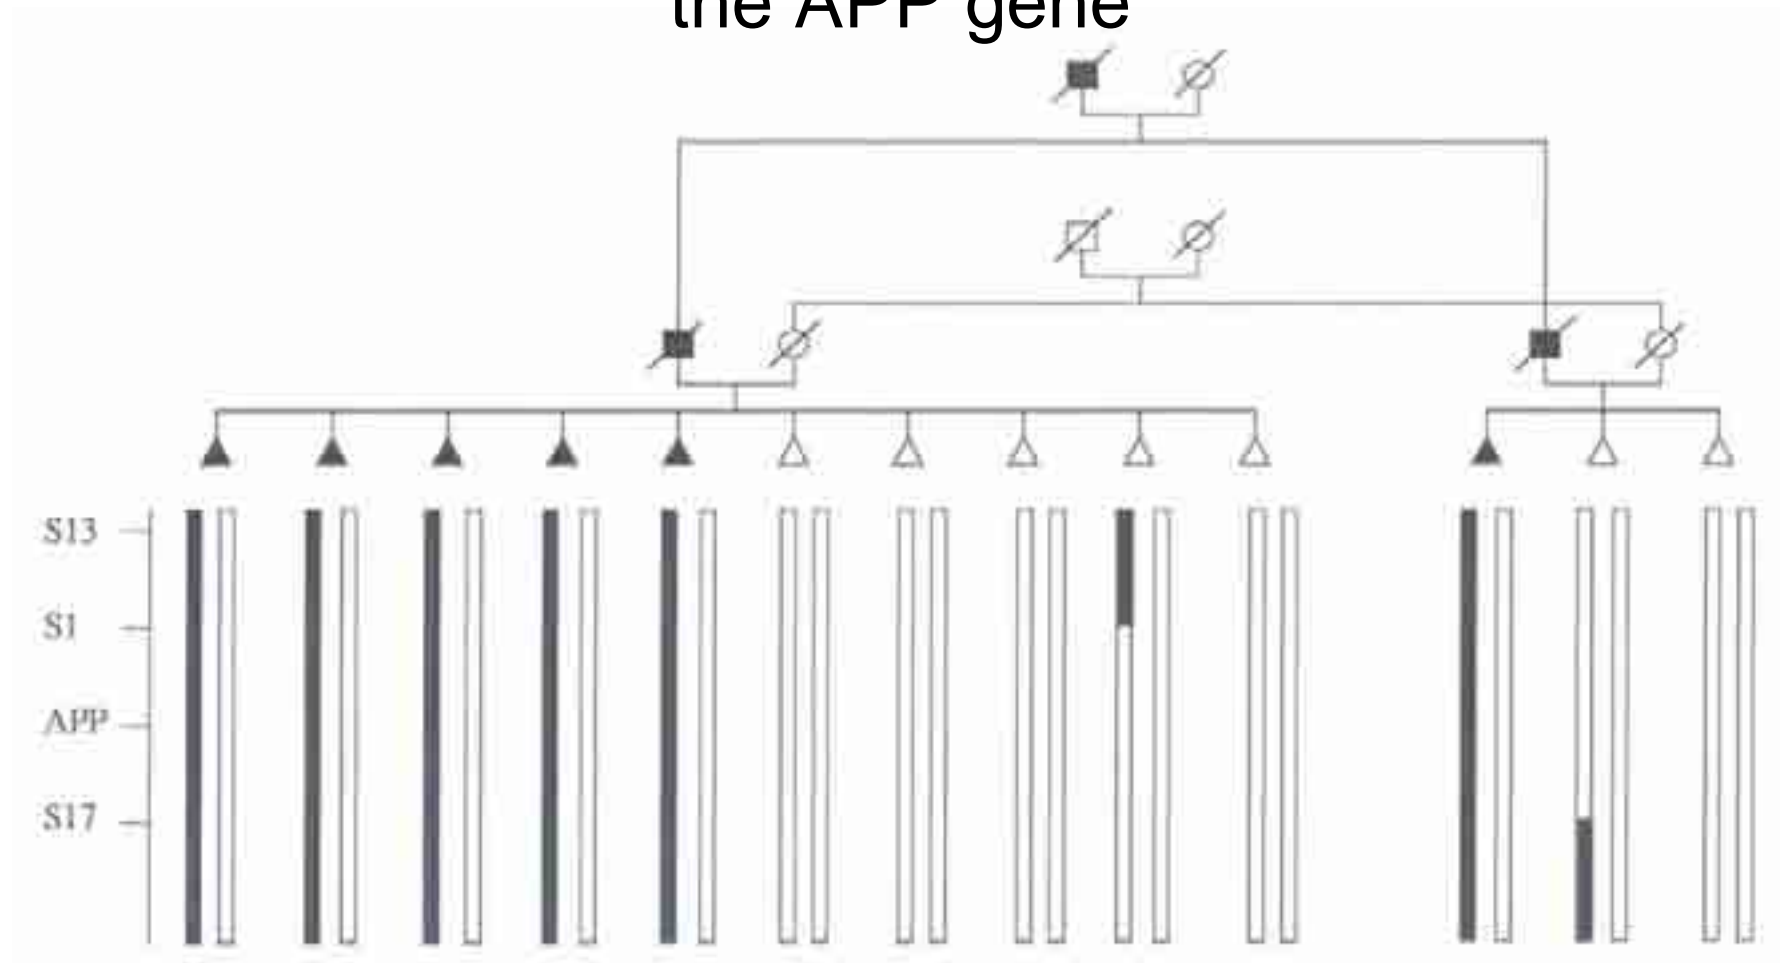 the APP gene
S13
S1
APP
S17